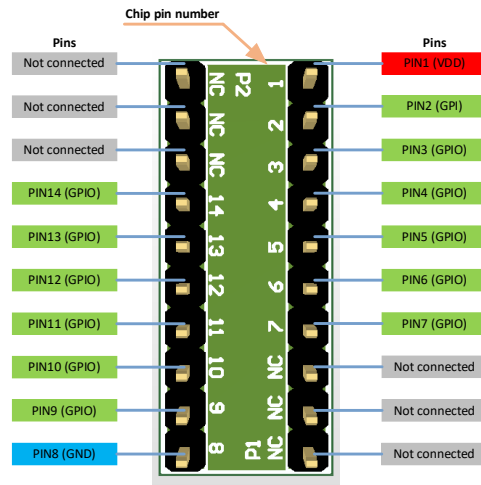 Chip pin number
Pins
Pins
Not connected
PIN1 (VDD)
Not connected
PIN2 (GPI)
Not connected
PIN3 (GPIO)
PIN14 (GPIO)
PIN4 (GPIO)
PIN13 (GPIO)
PIN5 (GPIO)
PIN12 (GPIO)
PIN6 (GPIO)
PIN11 (GPIO)
PIN7 (GPIO)
PIN10 (GPIO)
Not connected
PIN9 (GPIO)
Not connected
PIN8 (GND)
Not connected
NC P2 1
NC 2
NC 3
14 4
13 5
12 6
11 7
10 NC
9 NC
8 P1 NC